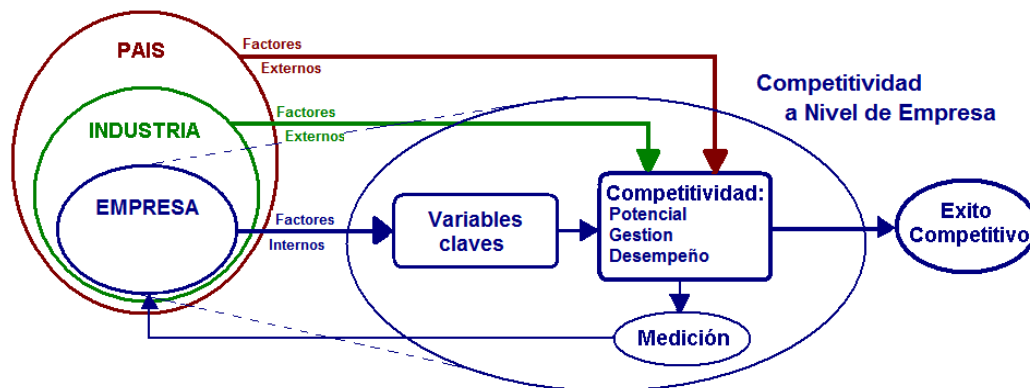 PAIS
Factores
Externos
INDUSTRIA
Factores
Externos
EMPRESA
Factores
Internos
Competitividad
a Nivel de Empresa
Variables
claves
Competitividad:
Potencial
Gestion
Desempeño
Exito
Competitivo
Medición